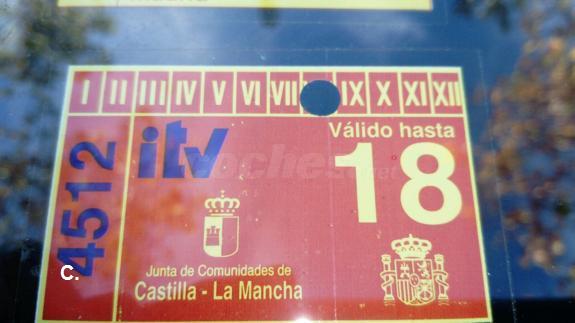 I II III IV V VI VII IX X XI XII
itv
Válido hasta
18
4512
C.
Junta de Comunidades de
Castilla - La Mancha